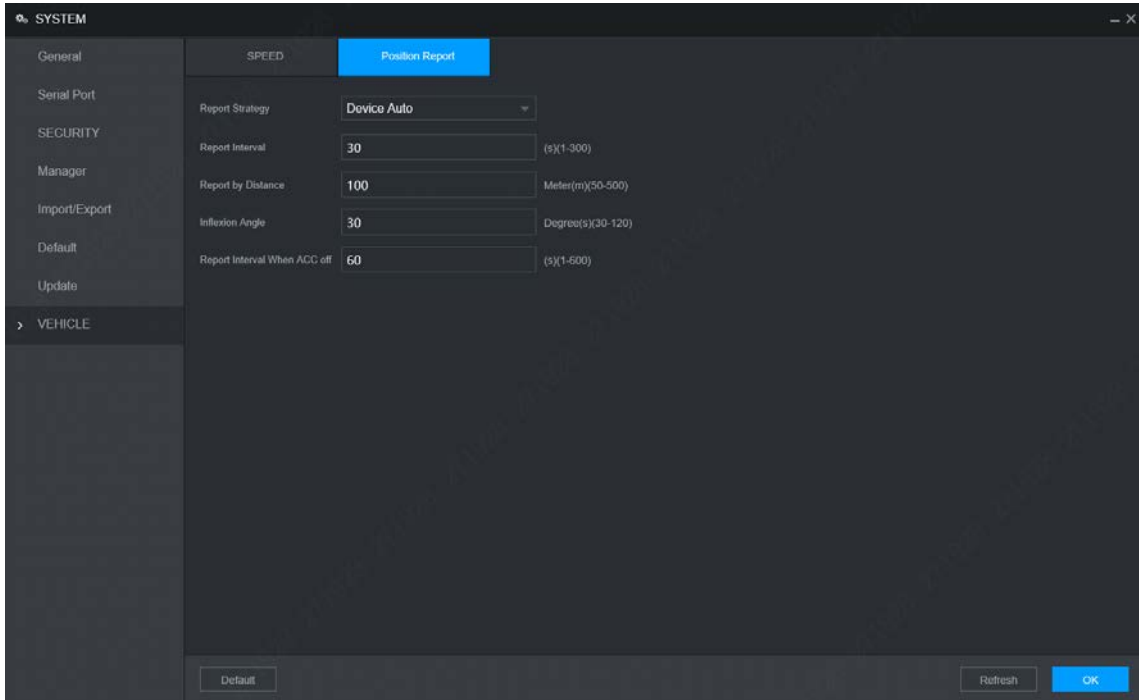 SYSTEM
General
Serial Port
SECURITY
Manager
Import/Export
Default
Update
VEHICLE
SPEED
Position Report
Report Strategy Device Auto
Report Interval 30 (s)(1-300)
Report by Distance 100 Meter(m)(50-500)
Inflexion Angle 30 Degree(s)(30-120)
Report Interval When ACC off 60 (s)(1-600)
Default
Refresh
OK